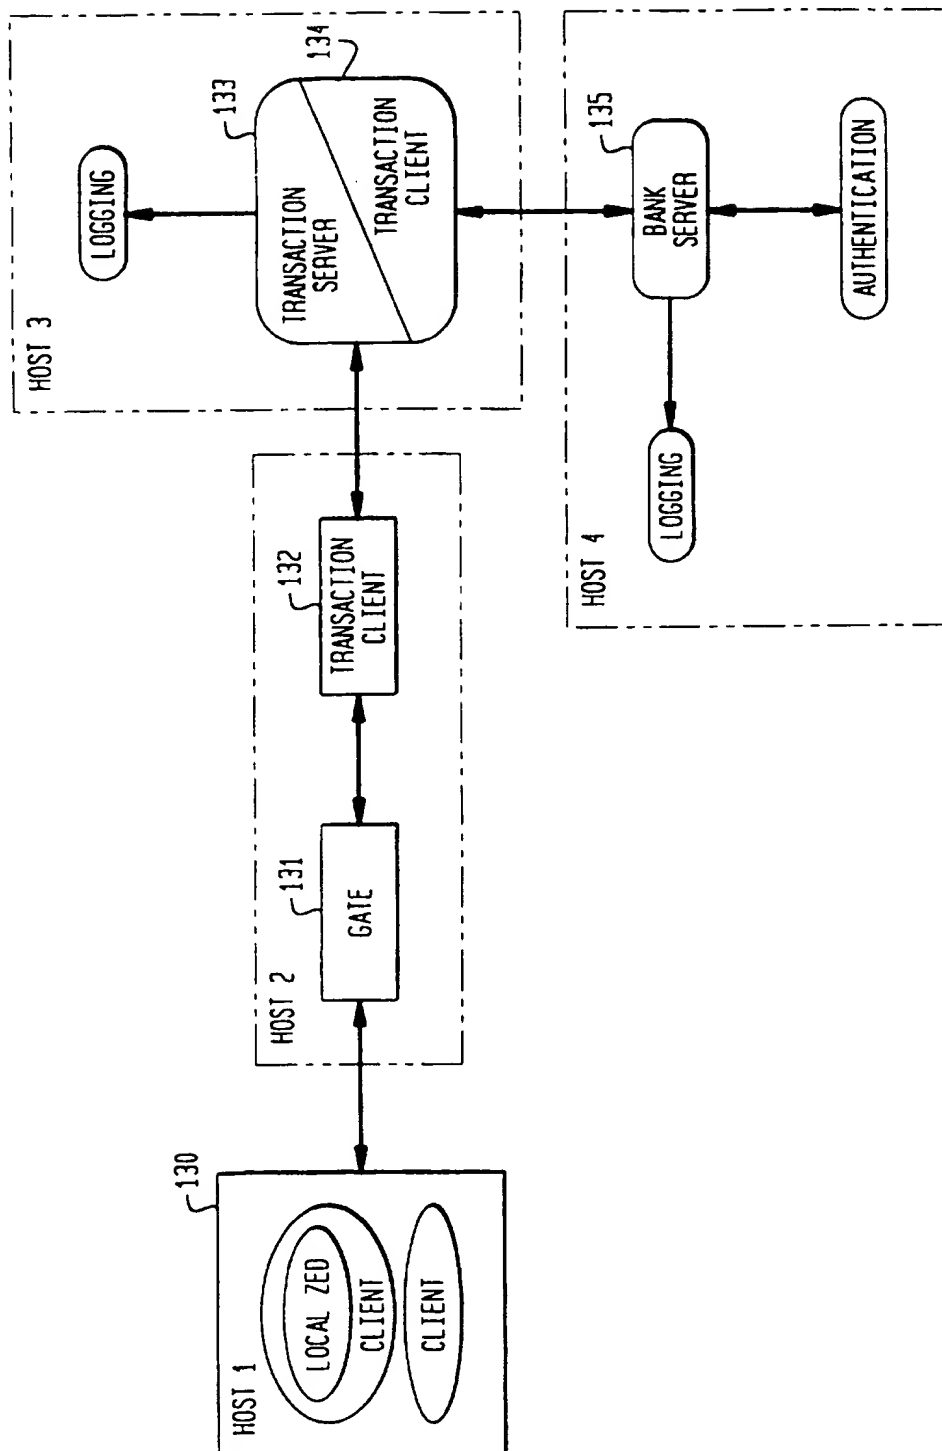 HOST 1
130
LOCAL ZED
CLIENT
CLIENT
HOST 2
131
GATE
132
TRANSACTION
CLIENT
HOST 3
LOGGING
133
TRANSACTION
SERVER
134
TRANSACTION
CLIENT
HOST 4
LOGGING
135
BANK
SERVER
AUTHENTICATION